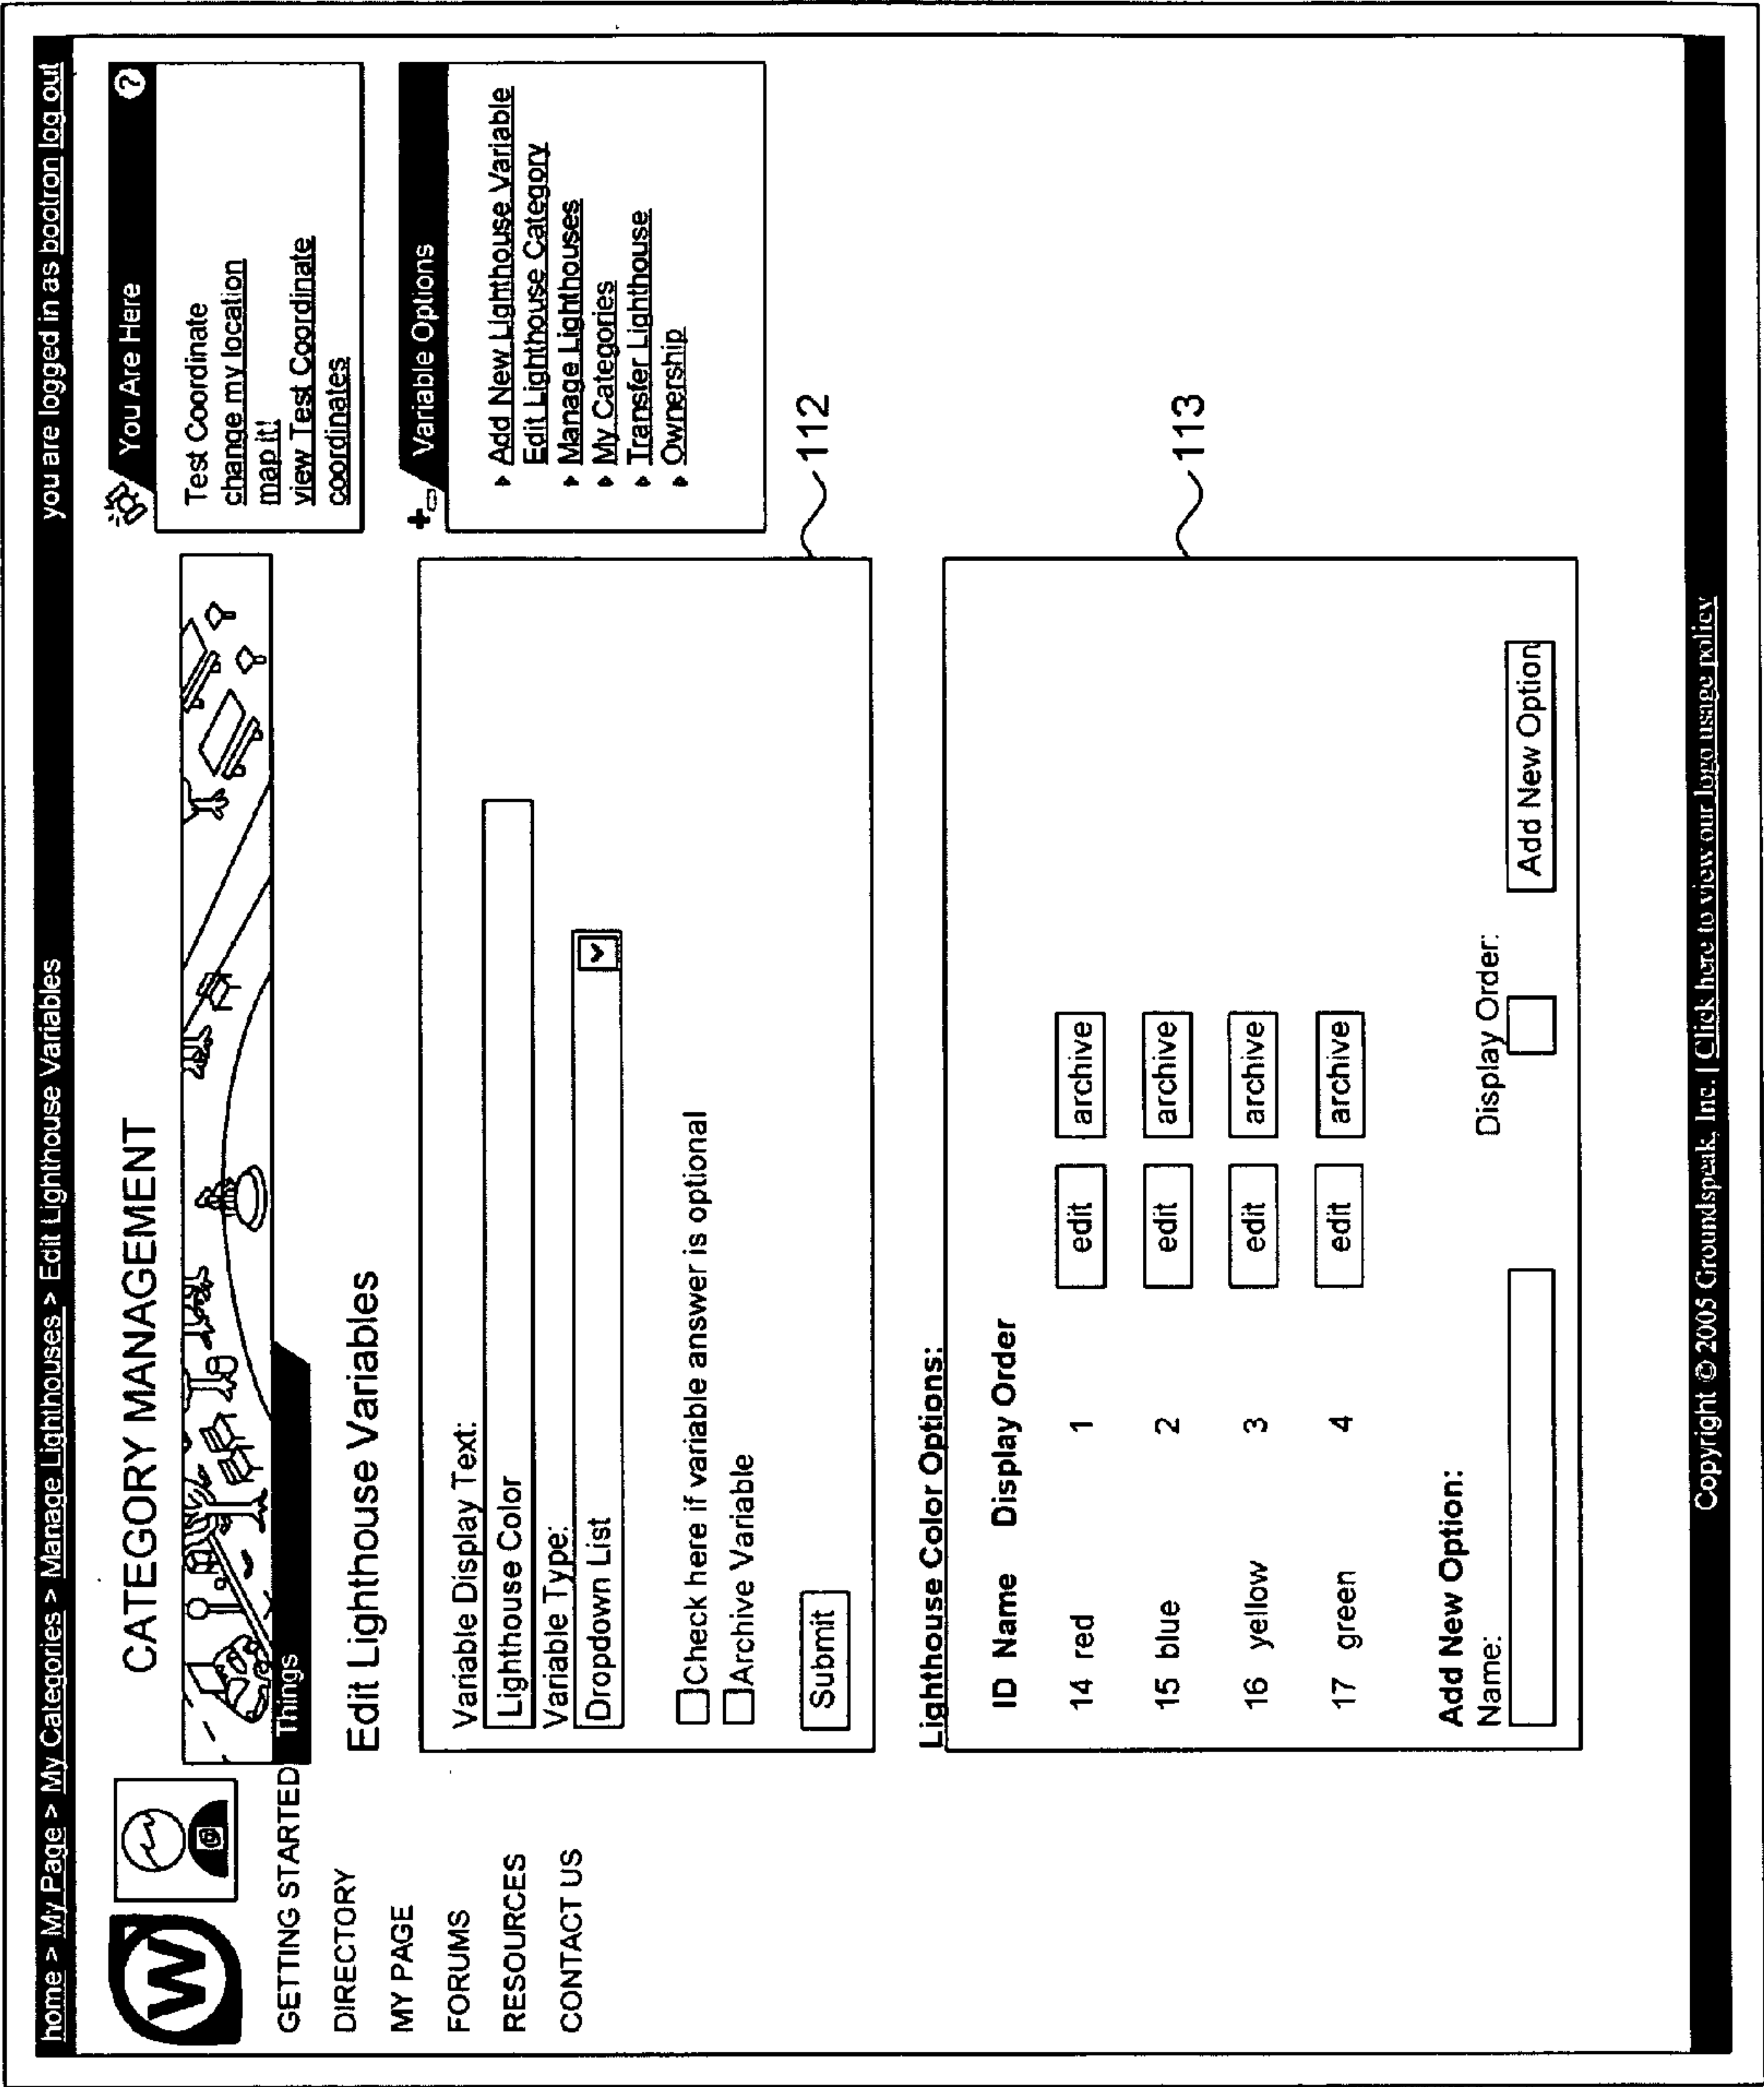 home > My Page > My Categories > Manage Lighthouses > Edit Lighthouse Variables
you are logged in as bootron log out
W
@
GETTING STARTED
DIRECTORY
MY PAGE
FORUMS
RESOURCES
CONTACT US
CATEGORY MANAGEMENT
Things
Edit Lighthouse Variables
Variable Display Text:
Lighthouse Color
Variable Type:
Dropdown List
Check here if variable answer is optional
Archive Variable
Submit
112
Lighthouse Color Options:
ID Name Display Order
14 red 1 edit archive
15 blue 2 edit archive
16 yellow 3 edit archive
17 green 4 edit archive
Add New Option:
Name: Display Order:
Add New Option
113
You Are Here ?
Test Coordinate
change my location
map it!
view Test Coordinate
coordinates
Variable Options
Add New Lighthouse Variable
Edit Lighthouse Category
Manage Lighthouses
My Categories
Transfer Lighthouse
Ownership
Copyright © 2005 Groundspeak, Inc. | Click here to view our logo usage policy